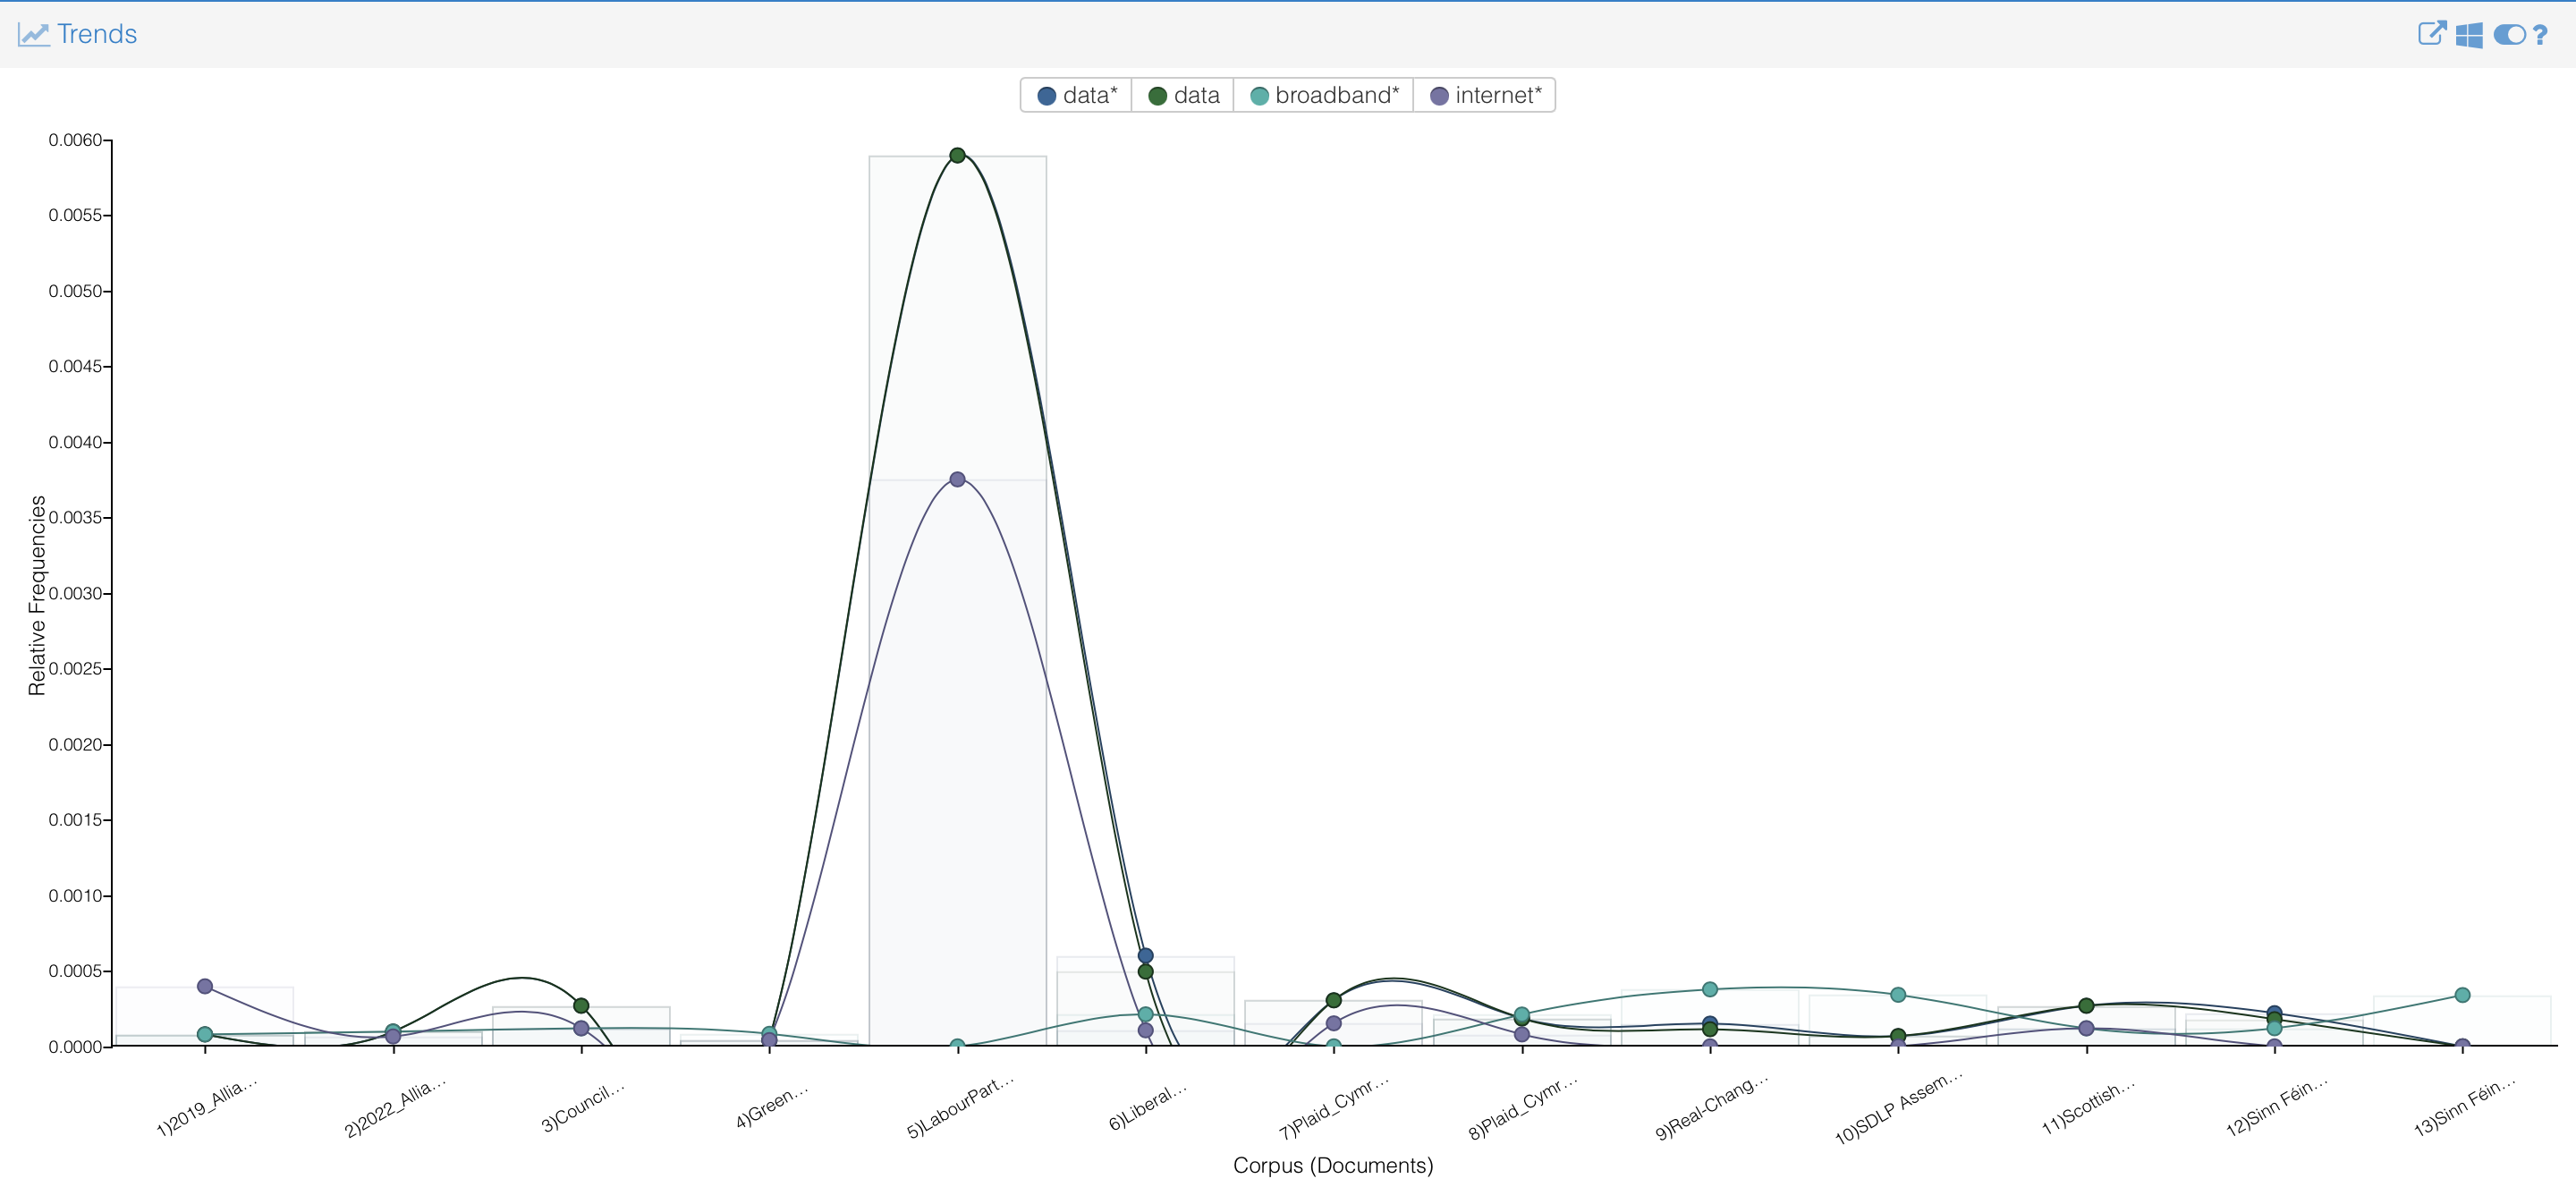 Trends
?
data* data broadband* internet*
0.0060
0.0055
0.0050
0.0045
0.0040
0.0035
0.0030
0.0025
0.0020
0.0015
0.0010
0.0005
0.0000
Relative Frequencies
1)2019_Allia...
2)2022_Allia...
3)Council...
4)Green...
5)LabourPart...
6)Liberal...
7)Plaid_Cymr...
8)Plaid_Cymr...
9)Real-Chang...
10)SDLP Assem...
11)Scottish...
12)Sinn Féin...
13)Sinn Féin...
Corpus (Documents)